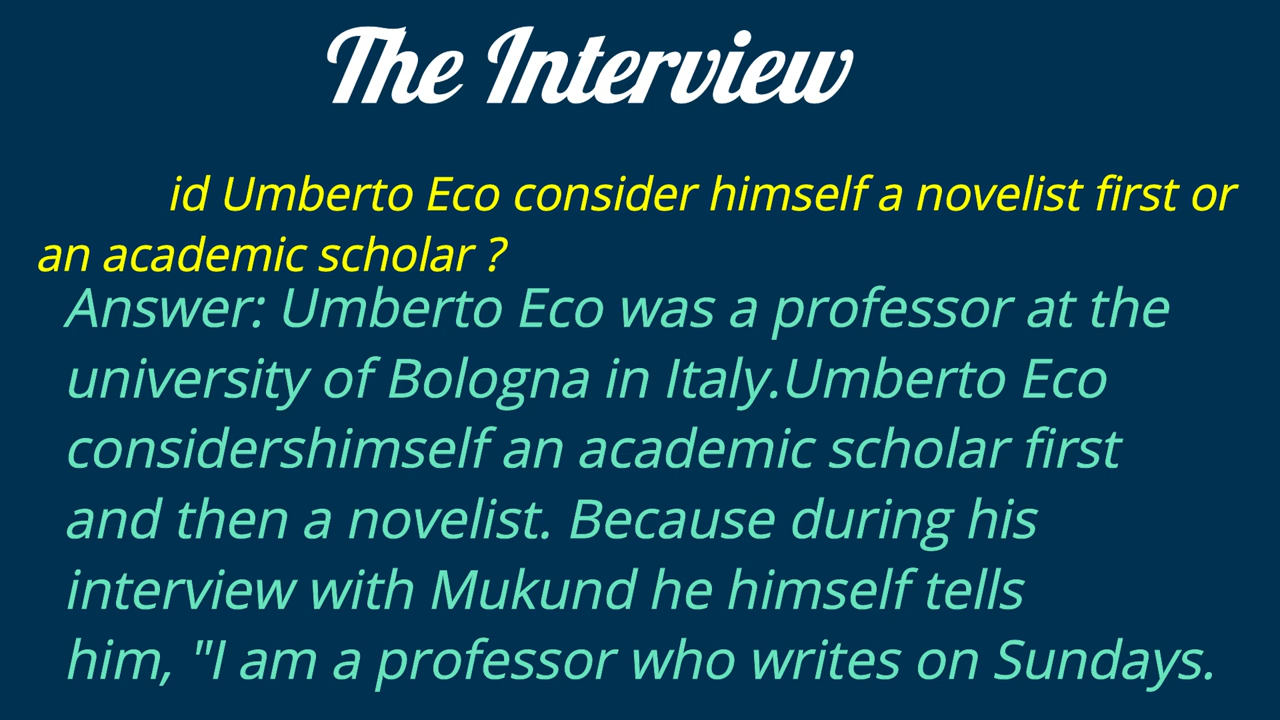 The Interview
id Umberto Eco consider himself a novelist first or
an academic scholar ?
Answer: Umberto Eco was a professor at the
university of Bologna in Italy.Umberto Eco
considershimself an academic scholar first
and then a novelist. Because during his
interview with Mukund he himself tells
him, "I am a professor who writes on Sundays.